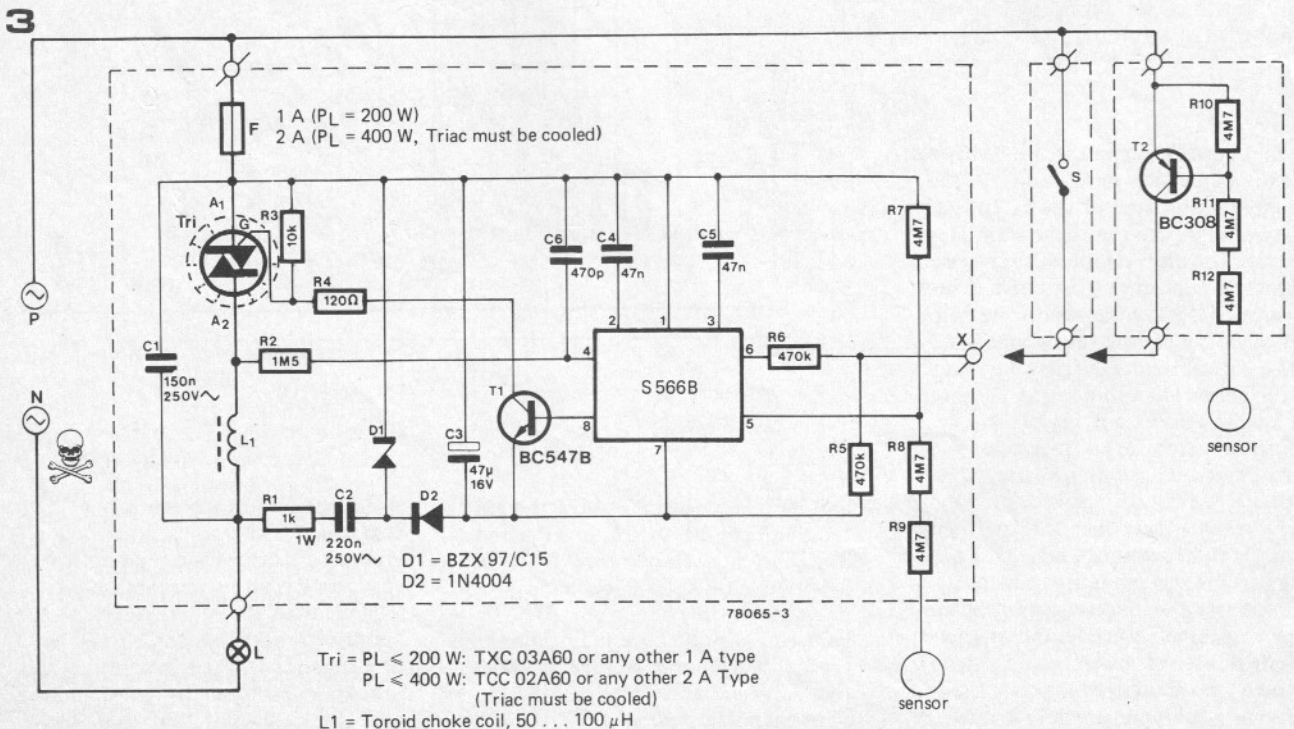 3
1 A (PL = 200 W)
2 A (PL = 400 W, Triac must be cooled)
F
A1
Tri
G
A2
R3
10k
R4
120Ω
C1
150n
250V~
R2
1M5
L1
R1
1k
1W
C2
220n
250V~
D1
D2
C3
47µ
16V
T1
BC547B
D1 = BZX 97/C15
D2 = 1N4004
C6
470p
C4
47n
C5
47n
2
1
3
4
6
S566B
8
5
7
R6
470k
R5
470k
R7
4M7
R8
4M7
R9
4M7
X
S
T2
BC308
R10
4M7
R11
4M7
R12
4M7
sensor
sensor
P
N
L
78065-3
Tri = PL ⩽ 200 W: TXC 03A60 or any other 1 A type
PL ⩽ 400 W: TCC 02A60 or any other 2 A Type
(Triac must be cooled)
L1 = Toroid choke coil, 50 . . . 100 µH